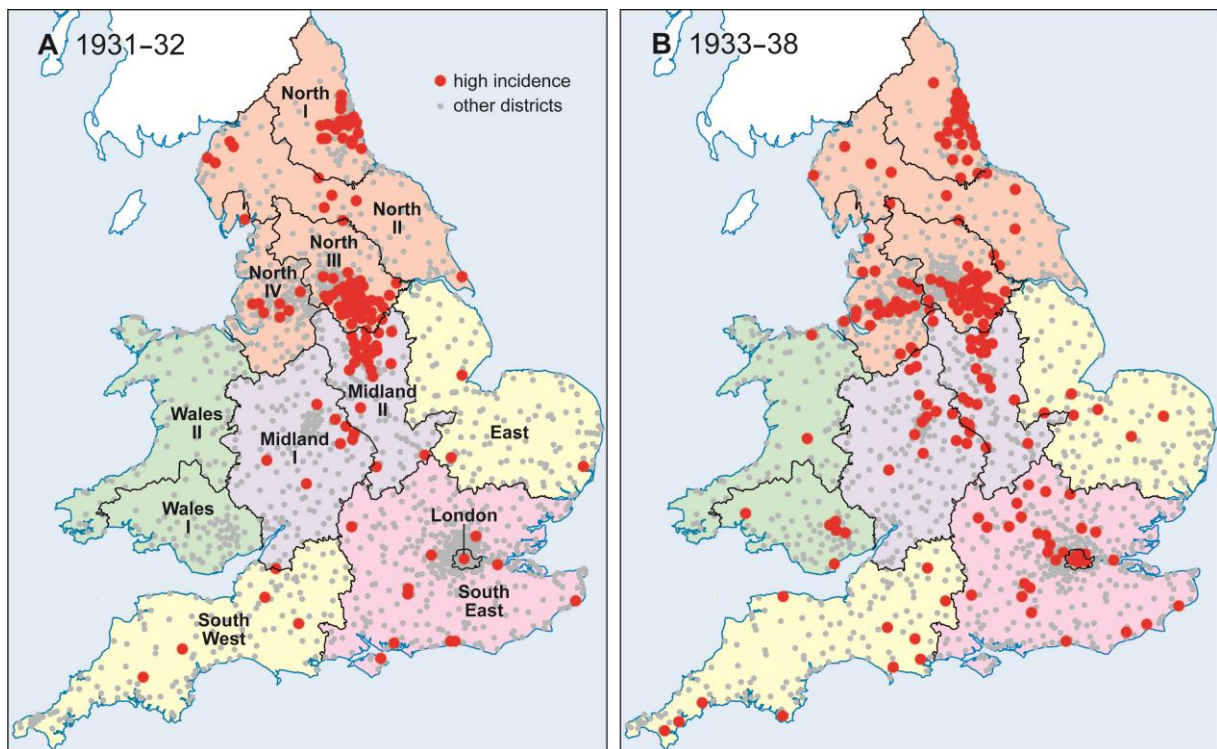 A 1931–32
high incidence
other districts
North
I
North
II
North
III
North
IV
Wales
II
Midland
II
Midland
I
East
Wales
I
London
South
East
South
West
B 1933–38